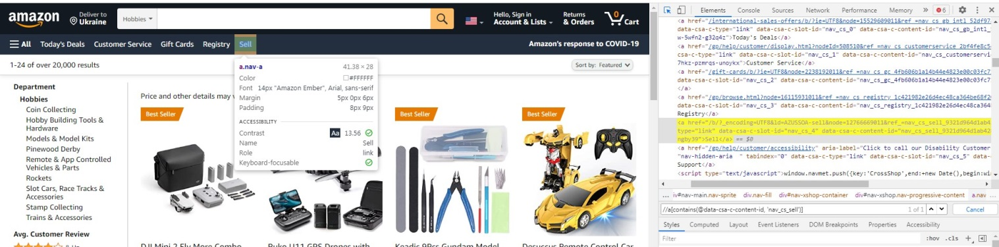 amazon
Deliver to
Ukraine
Hobbies
Hello, Sign in
Account & Lists
Returns
& Orders
0
Cart
All
Today's Deals
Customer Service
Gift Cards
Registry
Sell
Amazon's response to COVID-19
1-24 of over 20,000 results
Sort by: Featured
a.nav-a 41.38 × 28
Color #FFFFFF
Font 14px "Amazon Ember", Arial, sans-serif
Margin 5px 0px 6px
Padding 8px 9px
ACCESSIBILITY
Contrast Aa 13.56
Name Sell
Role link
Keyboard-focusable
Department
Hobbies
Coin Collecting
Hobby Building Tools &
Hardware
Models & Model Kits
Pinewood Derby
Remote & App Controlled
Vehicles & Parts
Rockets
Slot Cars, Race Tracks &
Accessories
Stamp Collecting
Trains & Accessories
Avg. Customer Review
Price and other details may
Best Seller
Best Seller
Best Seller
DJI Mini 2 Fly More Combo
Ruko U11 GPS Drones with
Keadic 9Pcs Gundam Model
Desuccus Remote Control Car
Elements
Console
Sources
Network
Performance
Memory
»
6
<a href="/international-sales-offers/b/?ie=UTF8&node=15529609011&ref
data-csa-c-type="link" data-csa-c-slot-id="nav_cs_0" data-csa-c-content-id="nav_cs_gb_intl_
w-5wfn2-g32q4z">Today's Deals</a>
<a href="/gp/help/customer/display.html?nodeId=508510&ref
data-csa-c-type="link" data-csa-c-slot-id="nav_cs_1" data-csa-c-content-id="nav_cs_customerservic
7hkz-pzmrqs-unoykx">Customer Service</a>
<a href="/gift-cards/b/?ie=UTF8&node=2238192011&ref
data-csa-c-slot-id="nav_cs_2" data-csa-c-content-id=
</a>
<a href="/gp/browse.html?node=16115931011&ref
data-csa-c-slot-id="nav_cs_3" data-csa-c-content-id=
Registry</a>
<a href="/b/?_encoding=UTF8&ld=AZUSSOA-sell&node=12766669011&ref_=nav_cs_sell_
type="link" data-csa-c-slot-id="nav_cs_4" data-csa-c-content-id=
ngby39">Sell</a> == $0
<a href="/gp/help/customer/accessibility" aria-label="Click to call our Disability Customer
"nav-hidden-aria " tabindex="0" data-csa-c-type="link" data-csa-c-slot-id="nav_cs_5" data-cs
Support</a>
<script type="text/javascript">window.navmet.push({key:'CrossShop',end:+new Date(),begin:wi
... iv#nav-main.nav-sprite div.nav-fill div#nav-xshop-container div#nav-xshop.nav-progressive-content a.nav ...
//a[contains(@data-csa-c-content-id, 'nav_cs_sell')]
1 of 1
Cancel
Styles
Computed
Layout
Event Listeners
DOM Breakpoints
Properties
Accessibility
Filter
:hov .cls +